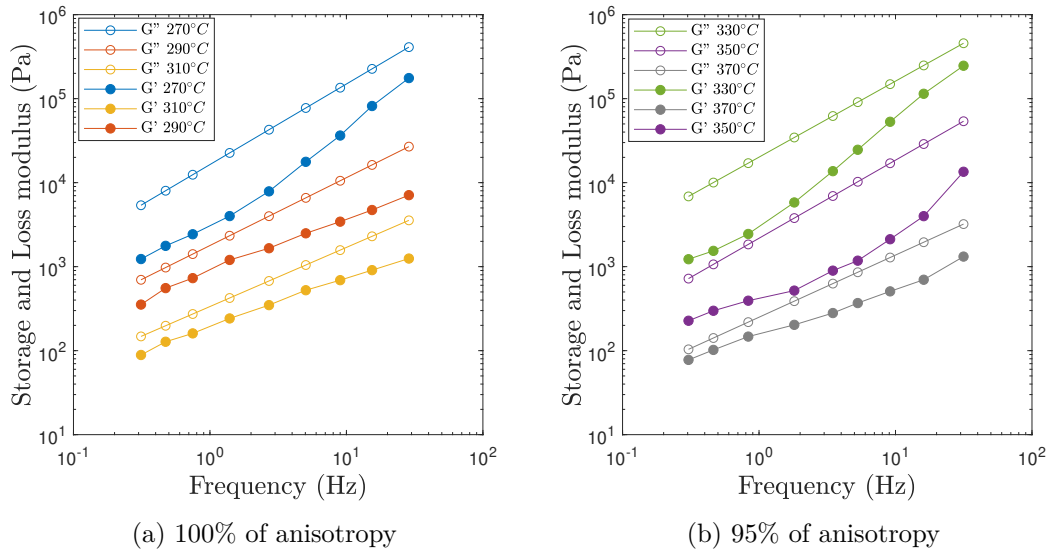 G" 270°C
G" 290°C
G" 310°C
G' 270°C
G' 310°C
G' 290°C
10^6
10^5
10^4
10^3
10^2
10^1
Storage and Loss modulus (Pa)
10^-1
10^0
10^1
10^2
Frequency (Hz)
(a) 100% of anisotropy
G" 330°C
G" 350°C
G" 370°C
G' 330°C
G' 370°C
G' 350°C
10^6
10^5
10^4
10^3
10^2
10^1
Storage and Loss modulus (Pa)
10^-1
10^0
10^1
10^2
Frequency (Hz)
(b) 95% of anisotropy